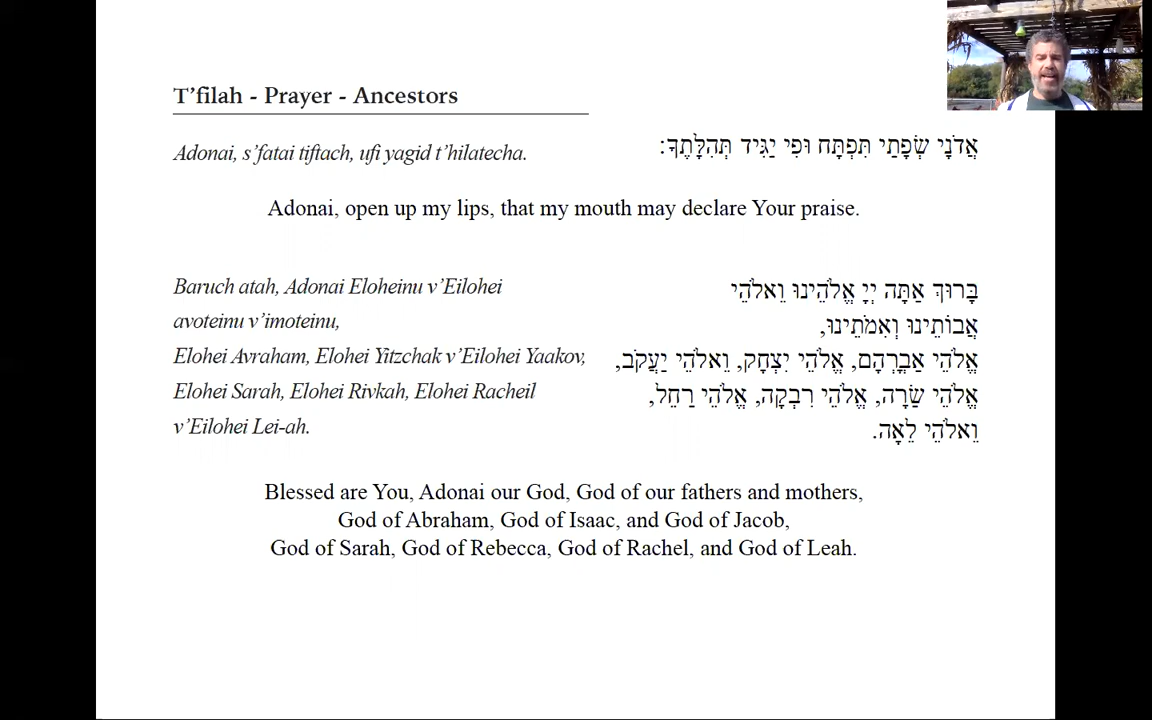 T’filah - Prayer - Ancestors
Adonai, s’fatai tiftach, ufi yagid t’hilatecha.
אֲדֹנָי שְׂפָתַי תִּפְתָּח וּפִי יַגִּיד תְּהִלָּתֶךָ:
Adonai, open up my lips, that my mouth may declare Your praise.
Baruch atah, Adonai Eloheinu v’Eilohei
avoteinu v’imoteinu,
Elohei Avraham, Elohei Yitzchak v’Eilohei Yaakov,
Elohei Sarah, Elohei Rivkah, Elohei Racheil
v’Eilohei Lei-ah.
בָּרוּךְ אַתָּה יְיָ אֱלֹהֵינוּ וֵאלֹהֵי
אֲבוֹתֵינוּ וְאִמֹתֵינוּ,
אֱלֹהֵי אַבְרָהָם, אֱלֹהֵי יִצְחָק, וֵאלֹהֵי יַעֲקֹב,
אֱלֹהֵי שָׂרָה, אֱלֹהֵי רִבְקָה, אֱלֹהֵי רַחֵל,
וֵאלֹהֵי לֵאָה.
Blessed are You, Adonai our God, God of our fathers and mothers,
God of Abraham, God of Isaac, and God of Jacob,
God of Sarah, God of Rebecca, God of Rachel, and God of Leah.